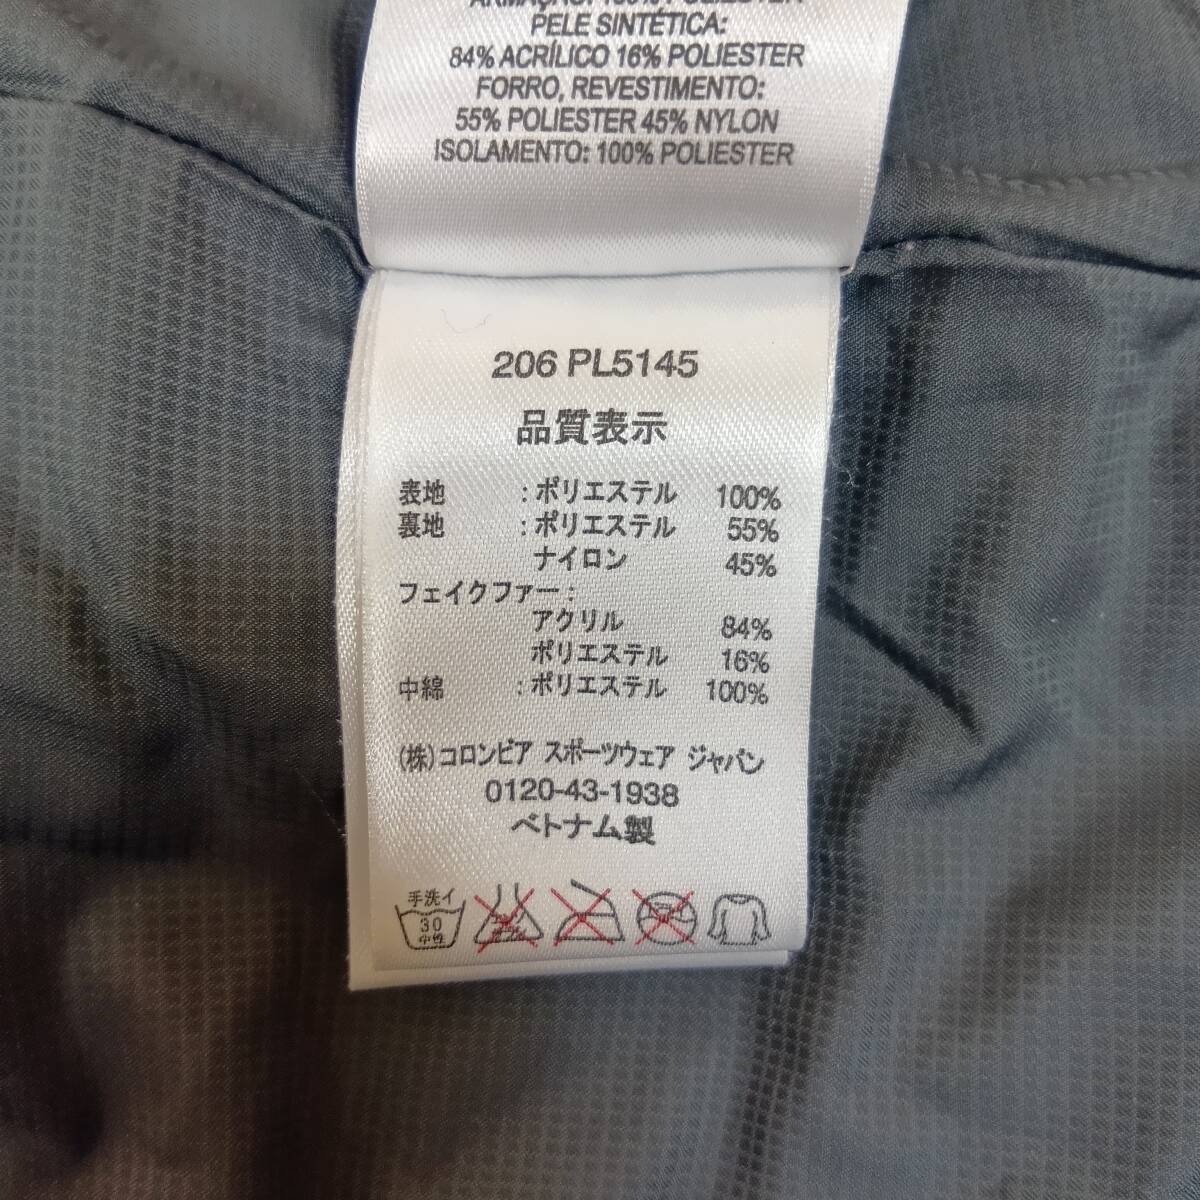 ARMAÇÃO: 100% POLIESTER
PELE SINTÉTICA:
84% ACRÍLICO 16% POLIESTER
FORRO, REVESTIMENTO:
55% POLIESTER 45% NYLON
ISOLAMENTO: 100% POLIESTER
206 PL5145
品質表示
表地 : ポリエステル 100%
裏地 : ポリエステル 55%
ナイロン 45%
フェイクファー :
アクリル 84%
ポリエステル 16%
中綿 : ポリエステル 100%
(株)コロンビア スポーツウェア ジャパン
0120-43-1938
ベトナム製
手洗イ
30
中性